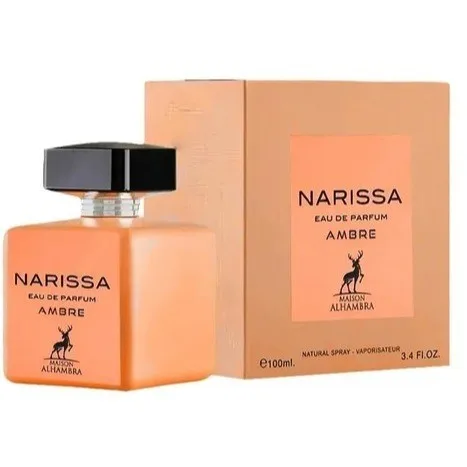 NARISSA
EAU DE PARFUM
AMBRE
MAISON
ALHAMBRA
NARISSA
EAU DE PARFUM
AMBRE
MAISON
ALHAMBRA
℮100ml. NATURAL SPRAY - VAPORISATEUR 3.4 Fl.OZ.